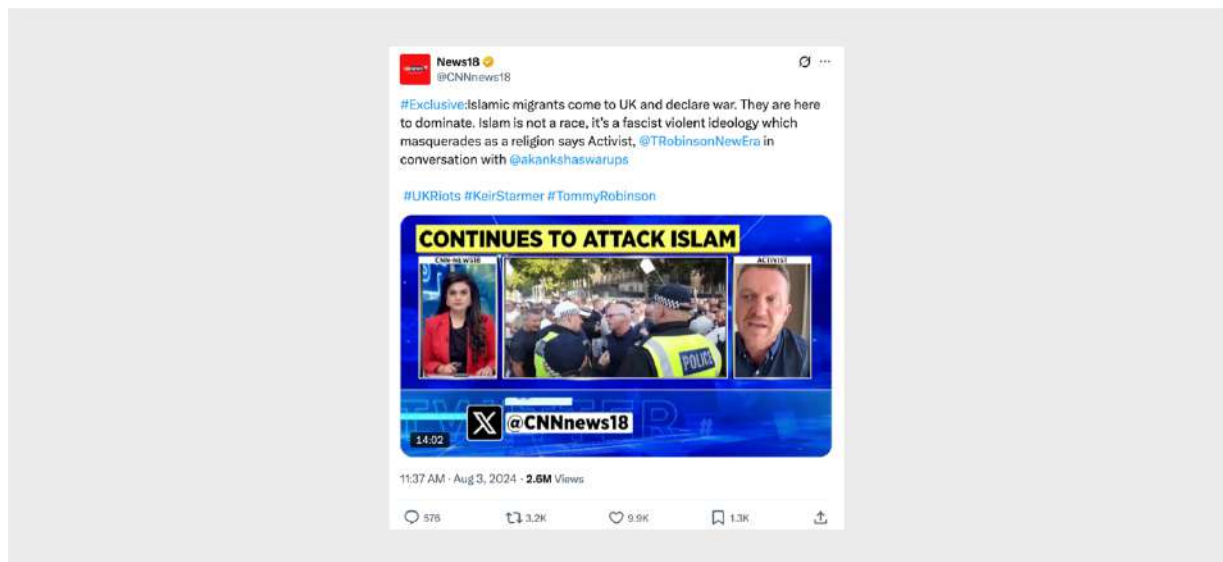 News18
@CNNnews18
#Exclusive:Islamic migrants come to UK and declare war. They are here
to dominate. Islam is not a race, it's a fascist violent ideology which
masquerades as a religion says Activist, @TRobinsonNewEra in
conversation with @akankshaswarups
#UKRiots #KeirStarmer #TommyRobinson
CONTINUES TO ATTACK ISLAM
CNN-NEWS18
ACTIVIST
POLICE
TWITTER #
X @CNNnews18
14:02
11:37 AM · Aug 3, 2024 · 2.6M Views
576 3.2K 9.9K 1.3K